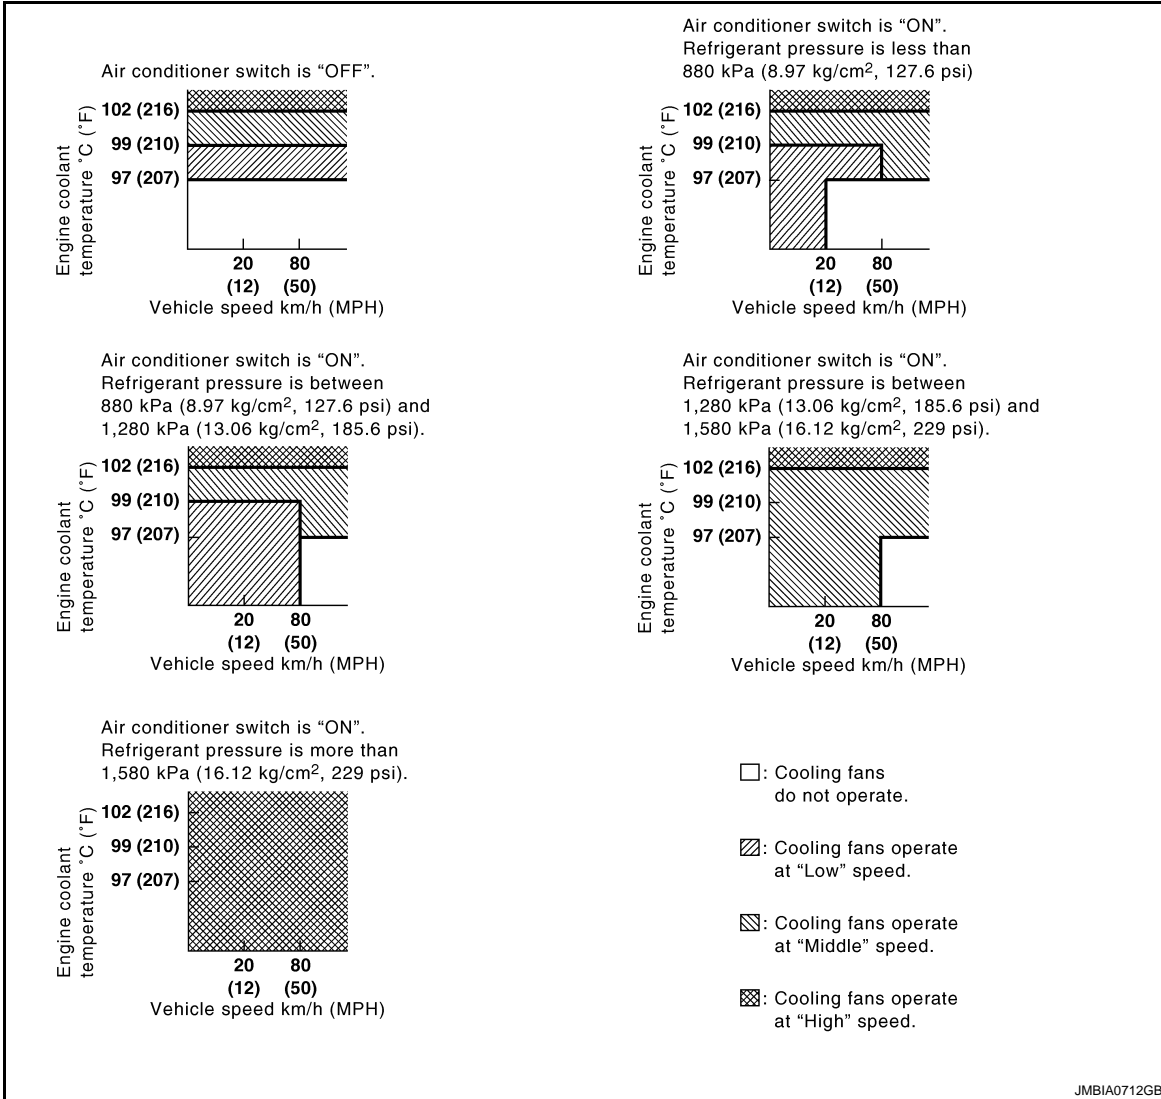 Air conditioner switch is “OFF”.
Engine coolant
temperature ˚C (˚F)
102 (216)
99 (210)
97 (207)
20
80
(12)
(50)
Vehicle speed km/h (MPH)
Air conditioner switch is “ON”.
Refrigerant pressure is less than
880 kPa (8.97 kg/cm², 127.6 psi)
Engine coolant
temperature ˚C (˚F)
102 (216)
99 (210)
97 (207)
20
80
(12)
(50)
Vehicle speed km/h (MPH)
Air conditioner switch is “ON”.
Refrigerant pressure is between
880 kPa (8.97 kg/cm², 127.6 psi) and
1,280 kPa (13.06 kg/cm², 185.6 psi).
Engine coolant
temperature ˚C (˚F)
102 (216)
99 (210)
97 (207)
20
80
(12)
(50)
Vehicle speed km/h (MPH)
Air conditioner switch is “ON”.
Refrigerant pressure is between
1,280 kPa (13.06 kg/cm², 185.6 psi) and
1,580 kPa (16.12 kg/cm², 229 psi).
Engine coolant
temperature ˚C (˚F)
102 (216)
99 (210)
97 (207)
20
80
(12)
(50)
Vehicle speed km/h (MPH)
Air conditioner switch is “ON”.
Refrigerant pressure is more than
1,580 kPa (16.12 kg/cm², 229 psi).
Engine coolant
temperature ˚C (˚F)
102 (216)
99 (210)
97 (207)
20
80
(12)
(50)
Vehicle speed km/h (MPH)
: Cooling fans
do not operate.
: Cooling fans operate
at “Low” speed.
: Cooling fans operate
at “Middle” speed.
: Cooling fans operate
at “High” speed.
JMBIA0712GB